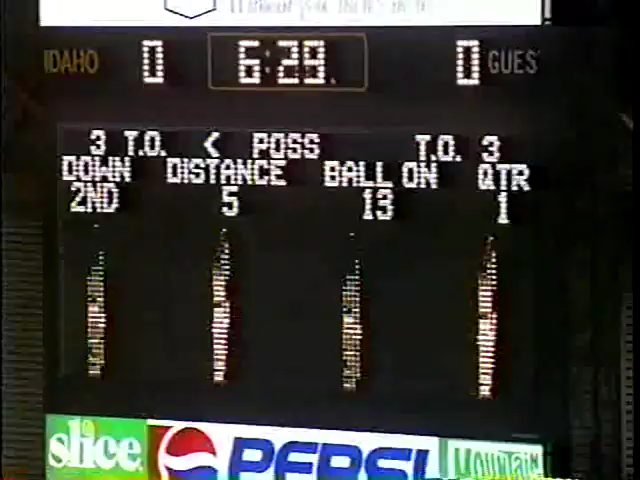 IDAHO 0 6:29. 0 GUES
3 T.O. < POSS T.O. 3
DOWN DISTANCE BALL ON QTR
2ND 5 13 1
slice PEPSI MOUNTAIN